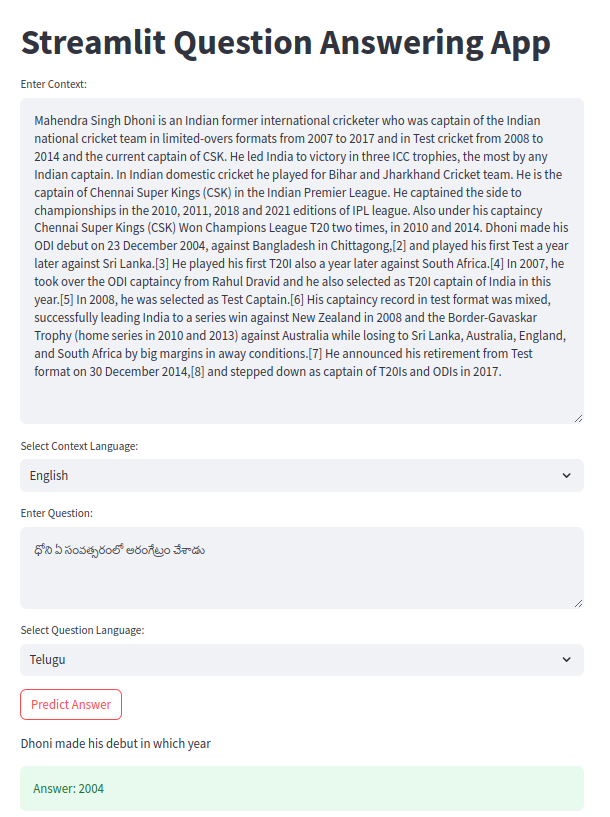 Streamlit Question Answering App
Enter Context:
Mahendra Singh Dhoni is an Indian former international cricketer who was captain of the Indian
national cricket team in limited-overs formats from 2007 to 2017 and in Test cricket from 2008 to
2014 and the current captain of CSK. He led India to victory in three ICC trophies, the most by any
Indian captain. In Indian domestic cricket he played for Bihar and Jharkhand Cricket team. He is the
captain of Chennai Super Kings (CSK) in the Indian Premier League. He captained the side to
championships in the 2010, 2011, 2018 and 2021 editions of IPL league. Also under his captaincy
Chennai Super Kings (CSK) Won Champions League T20 two times, in 2010 and 2014. Dhoni made his
ODI debut on 23 December 2004, against Bangladesh in Chittagong,[2] and played his first Test a year
later against Sri Lanka.[3] He played his first T20I also a year later against South Africa.[4] In 2007, he
took over the ODI captaincy from Rahul Dravid and he also selected as T20I captain of India in this
year.[5] In 2008, he was selected as Test Captain.[6] His captaincy record in test format was mixed,
successfully leading India to a series win against New Zealand in 2008 and the Border-Gavaskar
Trophy (home series in 2010 and 2013) against Australia while losing to Sri Lanka, Australia, England,
and South Africa by big margins in away conditions.[7] He announced his retirement from Test
format on 30 December 2014,[8] and stepped down as captain of T20Is and ODIs in 2017.
Select Context Language:
English
Enter Question:
ధోని ఏ సంవత్సరంలో అరంగేట్రం చేశాడు
Select Question Language:
Telugu
Predict Answer
Dhoni made his debut in which year
Answer: 2004